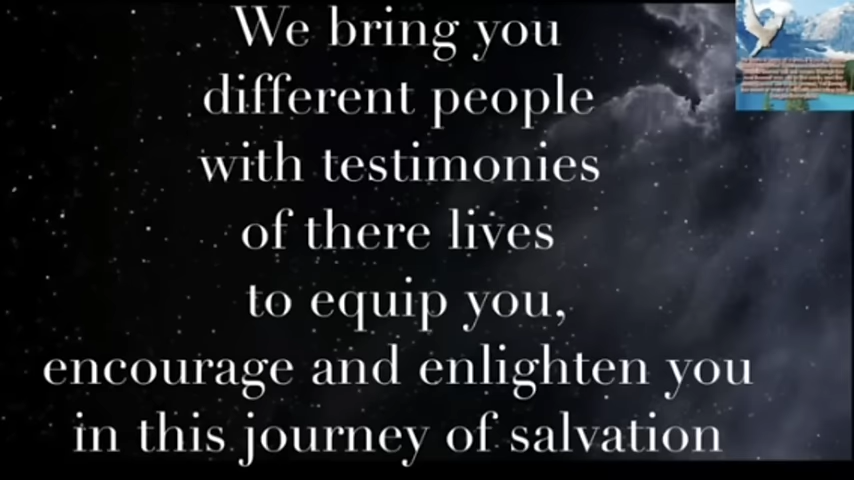 We bring you
different people
with testimonies
of there lives
to equip you,
encourage and enlighten you
in this journey of salvation